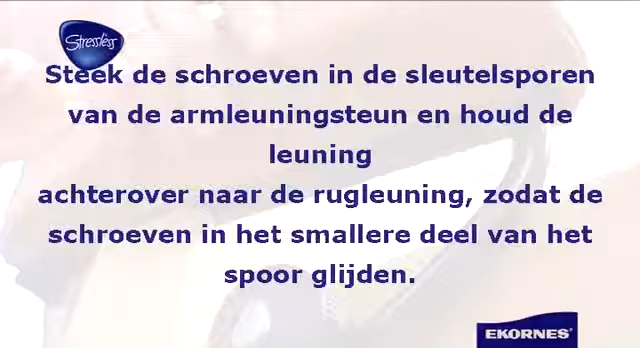 Stressless
Steek de schroeven in de sleutelsporen
van de armleuningsteun en houd de
leuning
achterover naar de rugleuning, zodat de
schroeven in het smallere deel van het
spoor glijden.
EKORNES®